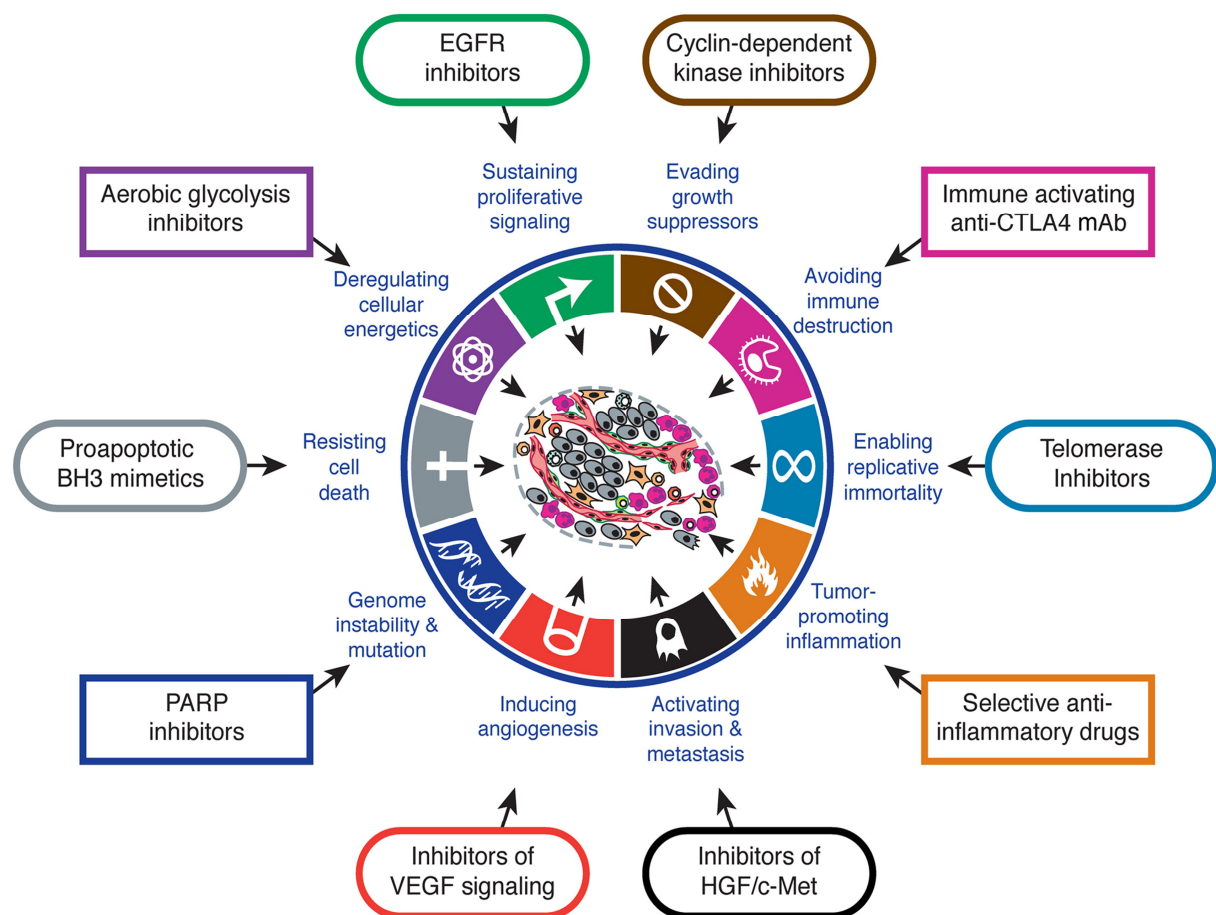 EGFR
inhibitors
Cyclin-dependent
kinase inhibitors
Sustaining
proliferative
signaling
Evading
growth
suppressors
Aerobic glycolysis
inhibitors
Immune activating
anti-CTLA4 mAb
Deregulating
cellular
energetics
Avoiding
immune
destruction
Proapoptotic
BH3 mimetics
Resisting
cell
death
Enabling
replicative
immortality
Telomerase
Inhibitors
Genome
instability &
mutation
Tumor-
promoting
inflammation
PARP
inhibitors
Inducing
angiogenesis
Activating
invasion &
metastasis
Selective anti-
inflammatory drugs
Inhibitors of
VEGF signaling
Inhibitors of
HGF/c-Met